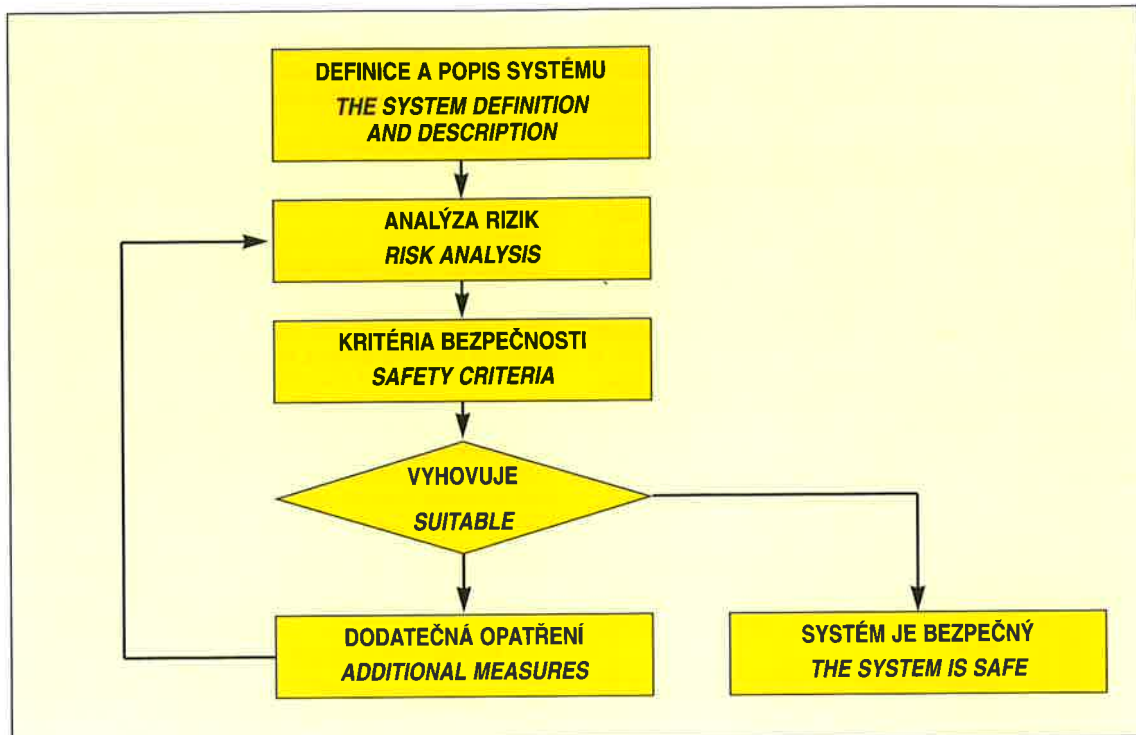 DEFINICE A POPIS SYSTÉMU
THE SYSTEM DEFINITION
AND DESCRIPTION
ANALÝZA RIZIK
RISK ANALYSIS
KRITÉRIA BEZPEČNOSTI
SAFETY CRITERIA
VYHOVUJE
SUITABLE
DODATEČNÁ OPATŘENÍ
ADDITIONAL MEASURES
SYSTÉM JE BEZPEČNÝ
THE SYSTEM IS SAFE